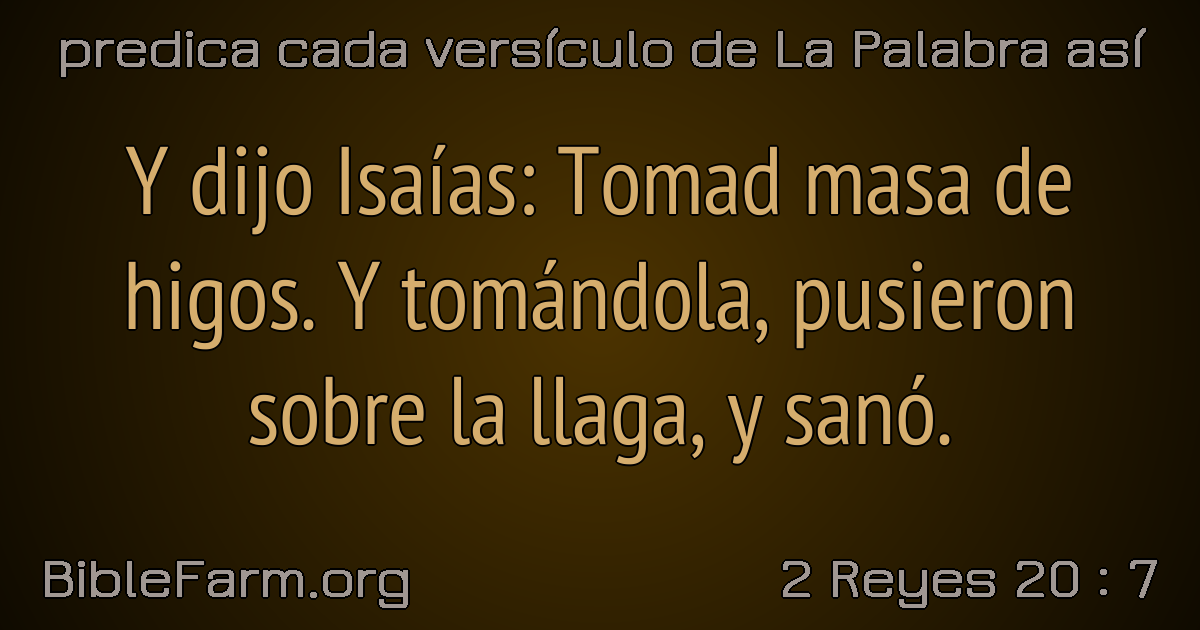 predica cada versículo de La Palabra así
Y dijo Isaías: Tomad masa de
higos. Y tomándola, pusieron
sobre la llaga, y sanó.
BibleFarm.org
2 Reyes 20 : 7